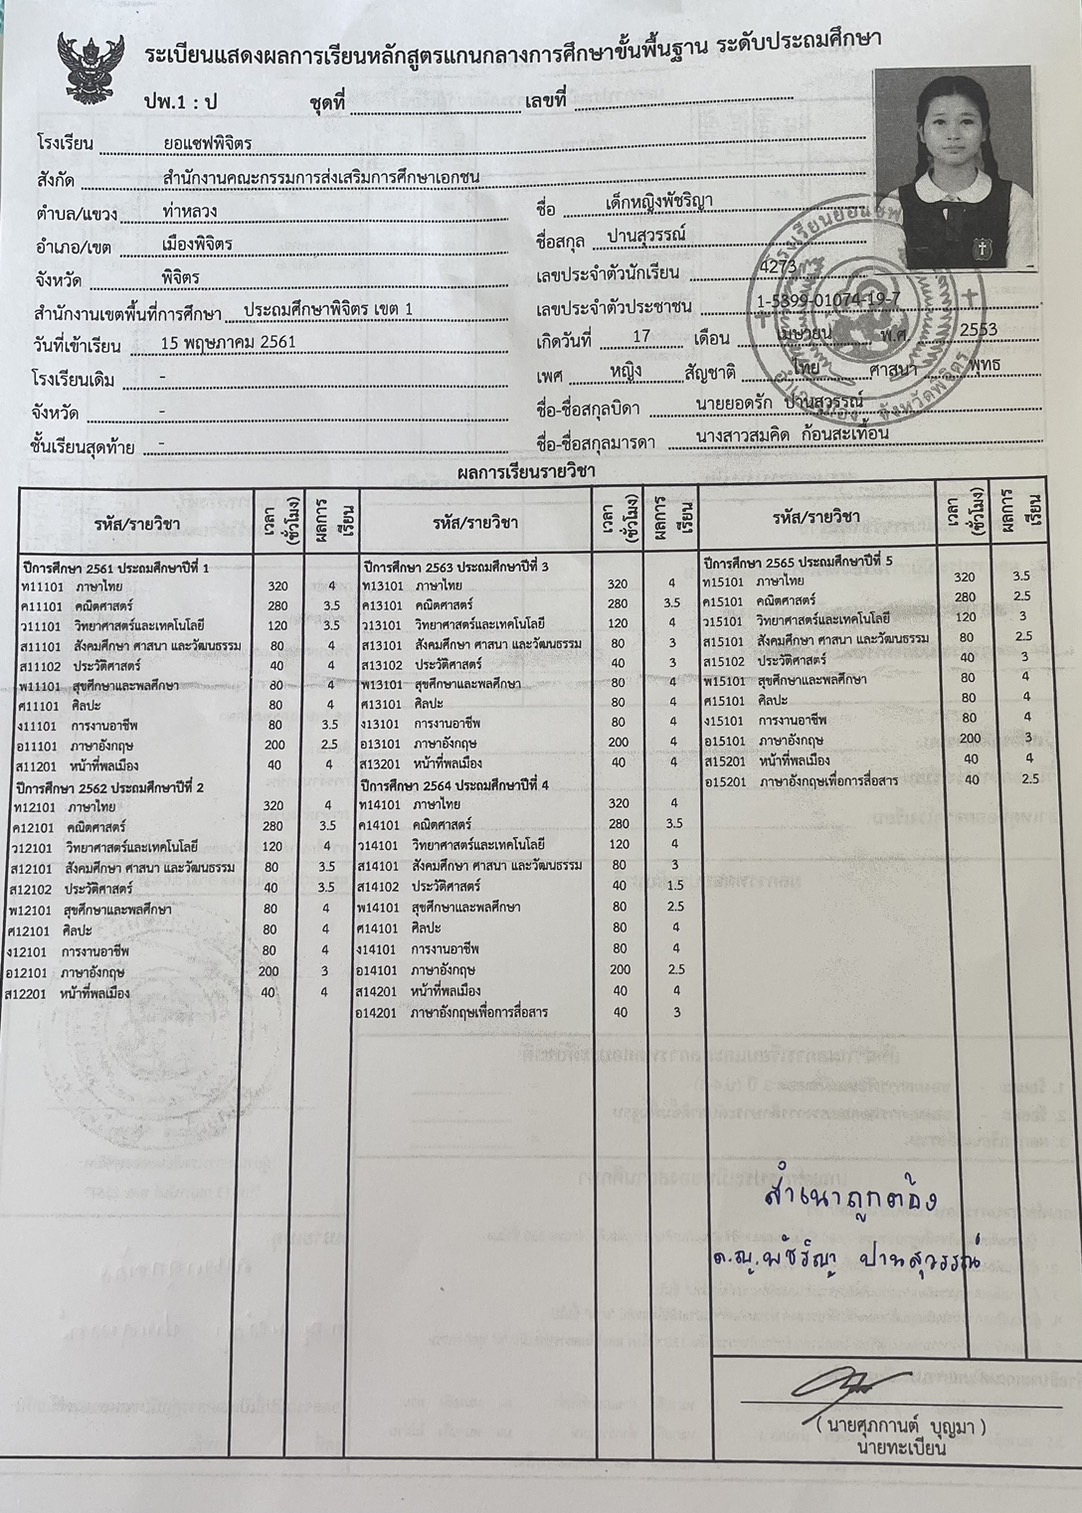 ระเบียนแสดงผลการเรียนหลักสูตรแกนกลางการศึกษาขั้นพื้นฐาน ระดับประถมศึกษา
ปพ.1 : ป ชุดที่ เลขที่
โรงเรียน ยอแซฟพิจิตร
สังกัด สำนักงานคณะกรรมการส่งเสริมการศึกษาเอกชน
ตำบล/แขวง ท่าหลวง ชื่อ เด็กหญิงพัชริญา
อำเภอ/เขต เมืองพิจิตร ชื่อสกุล ปานสุวรรณ์
จังหวัด พิจิตร เลขประจำตัวนักเรียน 4273
สำนักงานเขตพื้นที่การศึกษา ประถมศึกษาพิจิตร เขต 1 เลขประจำตัวประชาชน 1-5399-01074-19-7
วันที่เข้าเรียน 15 พฤษภาคม 2561 เกิดวันที่ 17 เดือน เมษายน พ.ศ. 2553
โรงเรียนเดิม - เพศ หญิง สัญชาติ ไทย ศาสนา พุทธ
จังหวัด - ชื่อ-ชื่อสกุลบิดา นายยอดรัก ปานสุวรรณ์
ชั้นเรียนสุดท้าย - ชื่อ-ชื่อสกุลมารดา นางสาวสมคิด ก้อนสะเทื้อน
ผลการเรียนรายวิชา
รหัส/รายวิชา เวลา (ชั่วโมง) ผลการเรียน รหัส/รายวิชา เวลา (ชั่วโมง) ผลการเรียน รหัส/รายวิชา เวลา (ชั่วโมง) ผลการเรียน
ปีการศึกษา 2561 ประถมศึกษาปีที่ 1
ท11101 ภาษาไทย 320 4
ค11101 คณิตศาสตร์ 280 3.5
ว11101 วิทยาศาสตร์และเทคโนโลยี 120 3.5
ส11101 สังคมศึกษา ศาสนา และวัฒนธรรม 80 4
ส11102 ประวัติศาสตร์ 40 4
พ11101 สุขศึกษาและพลศึกษา 80 4
ศ11101 ศิลปะ 80 4
ง11101 การงานอาชีพ 80 3.5
อ11101 ภาษาอังกฤษ 200 2.5
ส11201 หน้าที่พลเมือง 40 4
ปีการศึกษา 2562 ประถมศึกษาปีที่ 2
ท12101 ภาษาไทย 320 4
ค12101 คณิตศาสตร์ 280 3.5
ว12101 วิทยาศาสตร์และเทคโนโลยี 120 4
ส12101 สังคมศึกษา ศาสนา และวัฒนธรรม 80 3.5
ส12102 ประวัติศาสตร์ 40 3.5
พ12101 สุขศึกษาและพลศึกษา 80 4
ศ12101 ศิลปะ 80 4
ง12101 การงานอาชีพ 80 4
อ12101 ภาษาอังกฤษ 200 3
ส12201 หน้าที่พลเมือง 40 4
ปีการศึกษา 2563 ประถมศึกษาปีที่ 3
ท13101 ภาษาไทย 320 4
ค13101 คณิตศาสตร์ 280 3.5
ว13101 วิทยาศาสตร์และเทคโนโลยี 120 4
ส13101 สังคมศึกษา ศาสนา และวัฒนธรรม 80 3
ส13102 ประวัติศาสตร์ 40 3
พ13101 สุขศึกษาและพลศึกษา 80 4
ศ13101 ศิลปะ 80 4
ง13101 การงานอาชีพ 80 4
อ13101 ภาษาอังกฤษ 200 4
ส13201 หน้าที่พลเมือง 40 4
ปีการศึกษา 2564 ประถมศึกษาปีที่ 4
ท14101 ภาษาไทย 320 4
ค14101 คณิตศาสตร์ 280 3.5
ว14101 วิทยาศาสตร์และเทคโนโลยี 120 4
ส14101 สังคมศึกษา ศาสนา และวัฒนธรรม 80 3
ส14102 ประวัติศาสตร์ 40 1.5
พ14101 สุขศึกษาและพลศึกษา 80 2.5
ศ14101 ศิลปะ 80 4
ง14101 การงานอาชีพ 80 4
อ14101 ภาษาอังกฤษ 200 2.5
ส14201 หน้าที่พลเมือง 40 4
อ14201 ภาษาอังกฤษเพื่อการสื่อสาร 40 3
ปีการศึกษา 2565 ประถมศึกษาปีที่ 5
ท15101 ภาษาไทย 320 3.5
ค15101 คณิตศาสตร์ 280 2.5
ว15101 วิทยาศาสตร์และเทคโนโลยี 120 3
ส15101 สังคมศึกษา ศาสนา และวัฒนธรรม 80 2.5
ส15102 ประวัติศาสตร์ 40 3
พ15101 สุขศึกษาและพลศึกษา 80 4
ศ15101 ศิลปะ 80 4
ง15101 การงานอาชีพ 80 4
อ15101 ภาษาอังกฤษ 200 3
ส15201 หน้าที่พลเมือง 40 4
อ15201 ภาษาอังกฤษเพื่อการสื่อสาร 40 2.5
สำเนาถูกต้อง
ด.ญ.พัชริญา ปานสุวรรณ์
( นายศุภกานต์ บุญมา )
นายทะเบียน